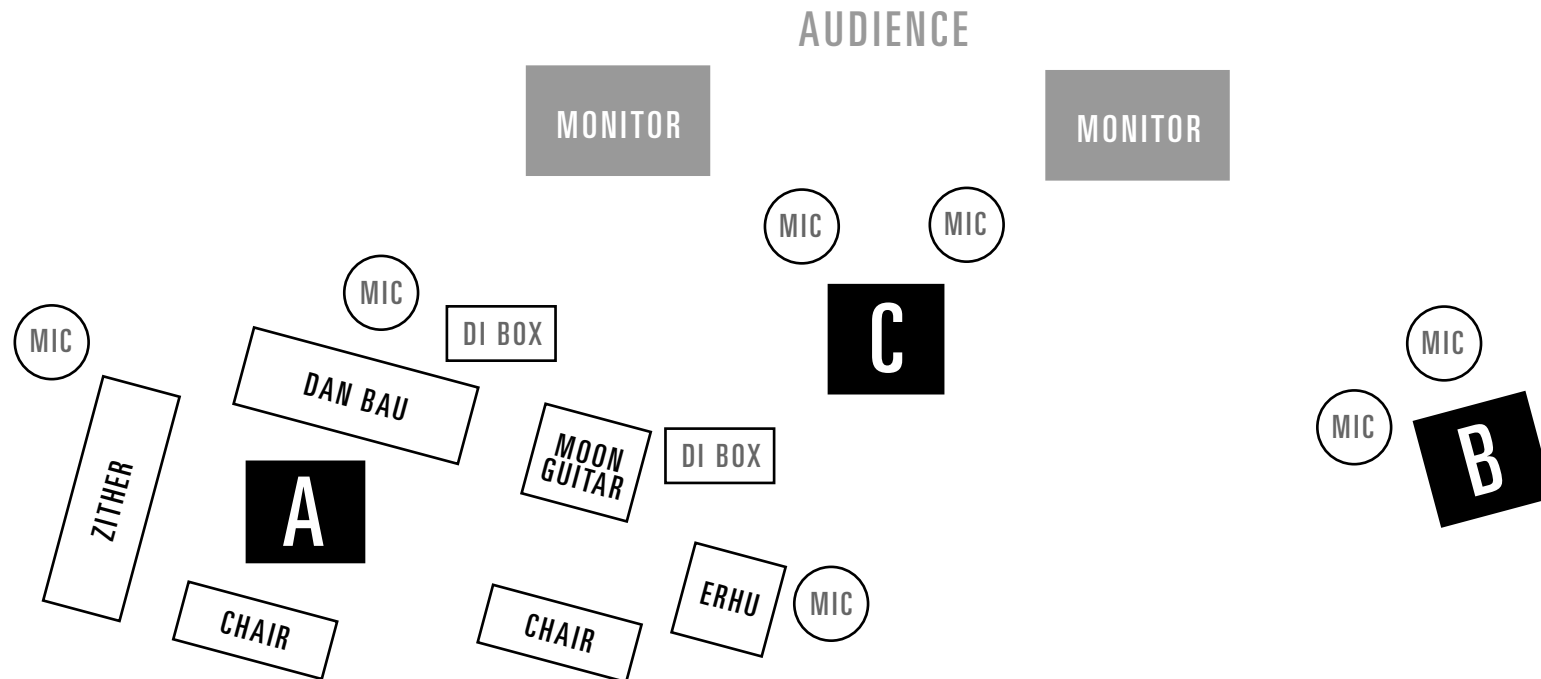 AUDIENCE
MONITOR
MONITOR
MIC
MIC
MIC
DI BOX
MIC
DAN BAU
C
MIC
MIC
MOON
GUITAR
DI BOX
B
ZITHER
A
ERHU
MIC
CHAIR
CHAIR